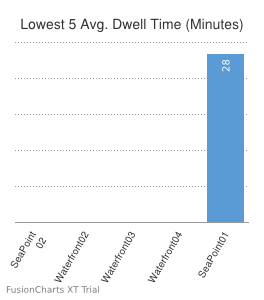 Lowest 5 Avg. Dwell Time (Minutes)
28
SeaPoint
02
Waterfront02
Waterfront03
Waterfront04
SeaPoint01
FusionCharts XT Trial